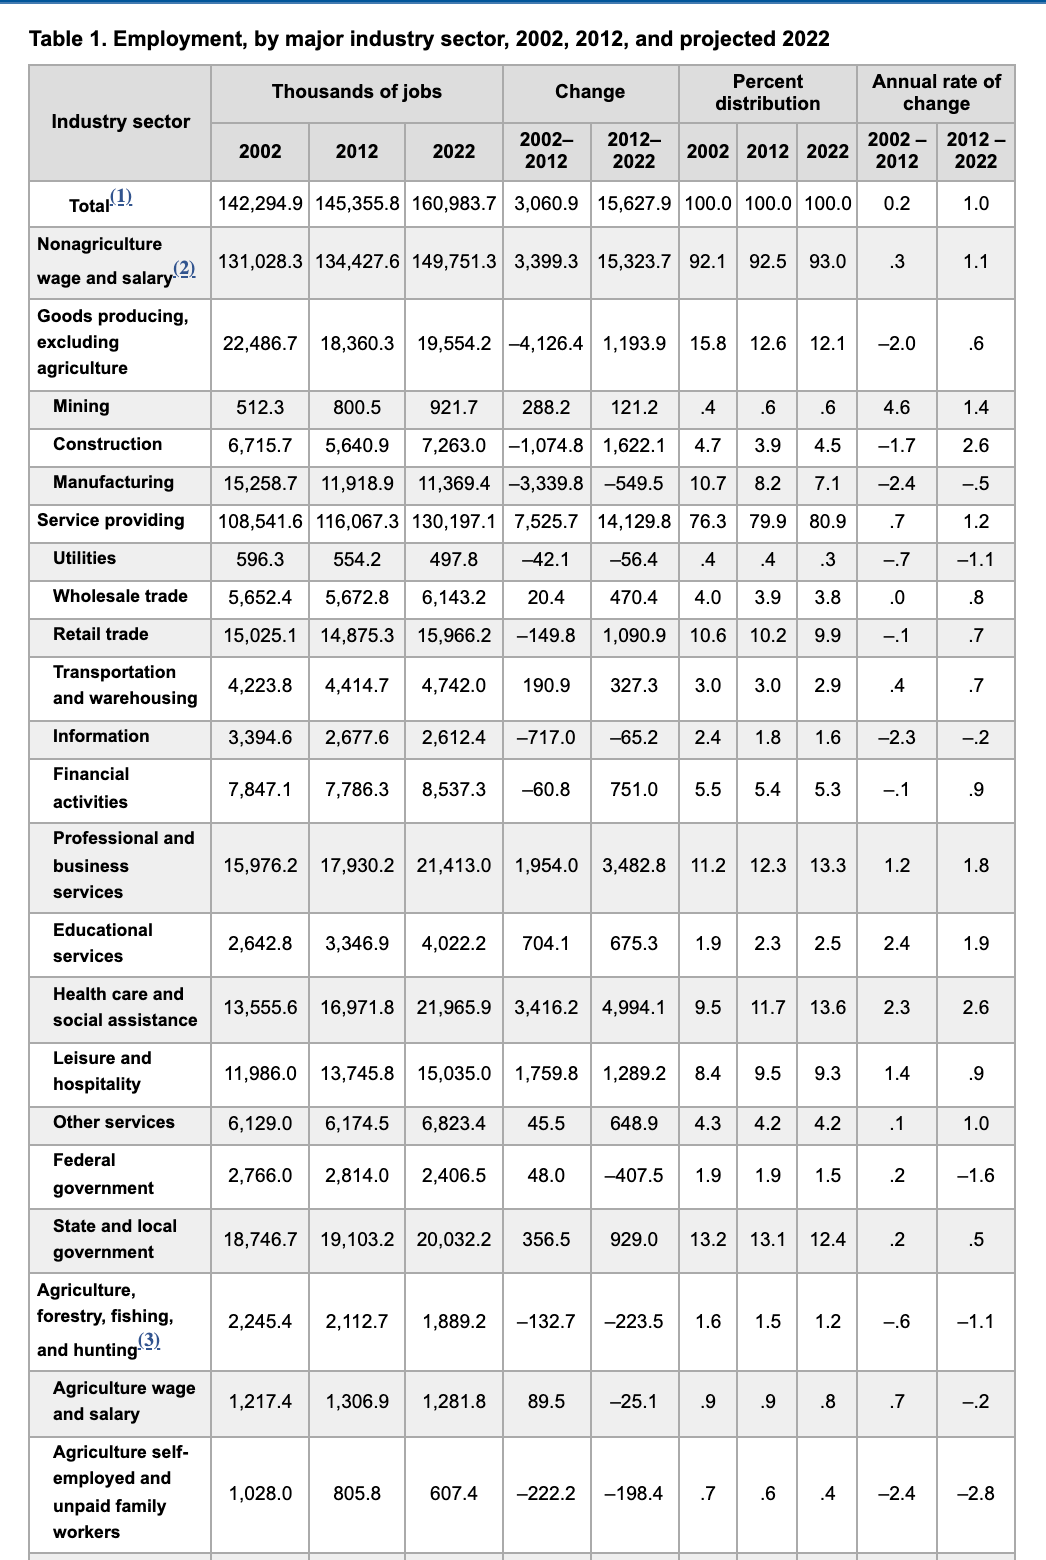 Table 1. Employment, by major industry sector, 2002, 2012, and projected 2022
Industry sector Thousands of jobs Change Percent distribution Annual rate of change
2002 2012 2022 2002–2012 2012–2022 2002 2012 2022 2002 – 2012 2012 – 2022
Total(1) 142,294.9 145,355.8 160,983.7 3,060.9 15,627.9 100.0 100.0 100.0 0.2 1.0
Nonagriculture wage and salary(2) 131,028.3 134,427.6 149,751.3 3,399.3 15,323.7 92.1 92.5 93.0 .3 1.1
Goods producing, excluding agriculture 22,486.7 18,360.3 19,554.2 –4,126.4 1,193.9 15.8 12.6 12.1 –2.0 .6
Mining 512.3 800.5 921.7 288.2 121.2 .4 .6 .6 4.6 1.4
Construction 6,715.7 5,640.9 7,263.0 –1,074.8 1,622.1 4.7 3.9 4.5 –1.7 2.6
Manufacturing 15,258.7 11,918.9 11,369.4 –3,339.8 –549.5 10.7 8.2 7.1 –2.4 –.5
Service providing 108,541.6 116,067.3 130,197.1 7,525.7 14,129.8 76.3 79.9 80.9 .7 1.2
Utilities 596.3 554.2 497.8 –42.1 –56.4 .4 .4 .3 –.7 –1.1
Wholesale trade 5,652.4 5,672.8 6,143.2 20.4 470.4 4.0 3.9 3.8 .0 .8
Retail trade 15,025.1 14,875.3 15,966.2 –149.8 1,090.9 10.6 10.2 9.9 –.1 .7
Transportation and warehousing 4,223.8 4,414.7 4,742.0 190.9 327.3 3.0 3.0 2.9 .4 .7
Information 3,394.6 2,677.6 2,612.4 –717.0 –65.2 2.4 1.8 1.6 –2.3 –.2
Financial activities 7,847.1 7,786.3 8,537.3 –60.8 751.0 5.5 5.4 5.3 –.1 .9
Professional and business services 15,976.2 17,930.2 21,413.0 1,954.0 3,482.8 11.2 12.3 13.3 1.2 1.8
Educational services 2,642.8 3,346.9 4,022.2 704.1 675.3 1.9 2.3 2.5 2.4 1.9
Health care and social assistance 13,555.6 16,971.8 21,965.9 3,416.2 4,994.1 9.5 11.7 13.6 2.3 2.6
Leisure and hospitality 11,986.0 13,745.8 15,035.0 1,759.8 1,289.2 8.4 9.5 9.3 1.4 .9
Other services 6,129.0 6,174.5 6,823.4 45.5 648.9 4.3 4.2 4.2 .1 1.0
Federal government 2,766.0 2,814.0 2,406.5 48.0 –407.5 1.9 1.9 1.5 .2 –1.6
State and local government 18,746.7 19,103.2 20,032.2 356.5 929.0 13.2 13.1 12.4 .2 .5
Agriculture, forestry, fishing, and hunting(3) 2,245.4 2,112.7 1,889.2 –132.7 –223.5 1.6 1.5 1.2 –.6 –1.1
Agriculture wage and salary 1,217.4 1,306.9 1,281.8 89.5 –25.1 .9 .9 .8 .7 –.2
Agriculture self-employed and unpaid family workers 1,028.0 805.8 607.4 –222.2 –198.4 .7 .6 .4 –2.4 –2.8